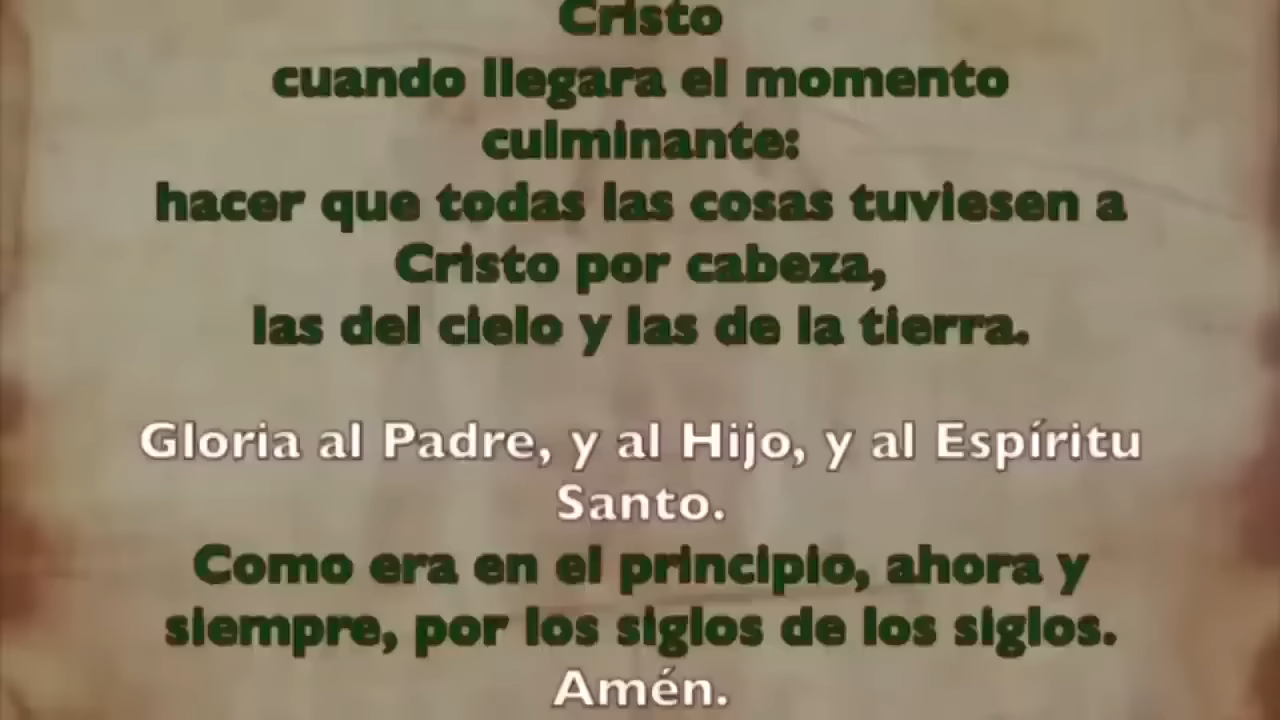 Cristo
cuando llegara el momento
culminante:
hacer que todas las cosas tuviesen a
Cristo por cabeza,
las del cielo y las de la tierra.
Gloria al Padre, y al Hijo, y al Espíritu
Santo.
Como era en el principio, ahora y
siempre, por los siglos de los siglos.
Amén.